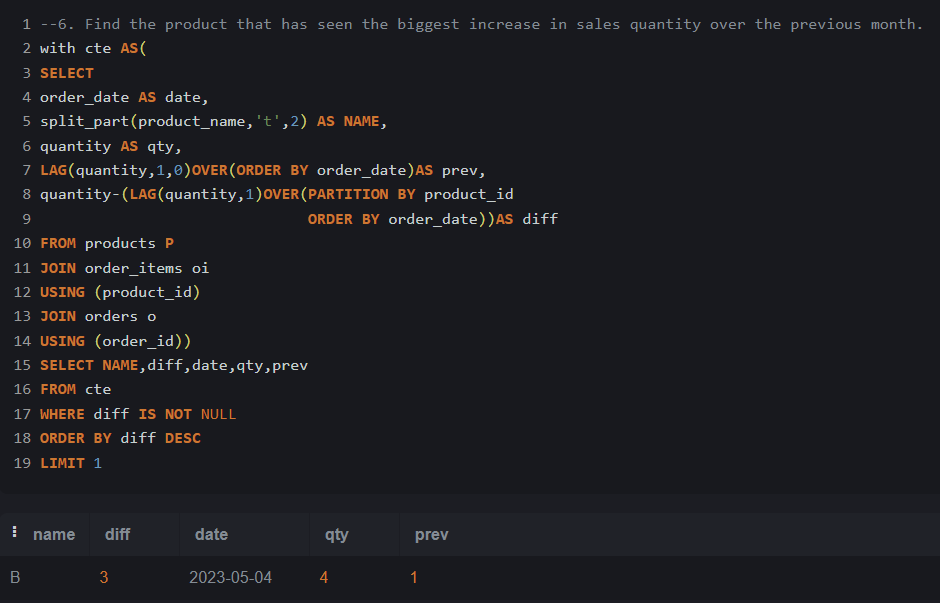 1 --6. Find the product that has seen the biggest increase in sales quantity over the previous month.
2 with cte AS(
3 SELECT
4 order_date AS date,
5 split_part(product_name,'t',2) AS NAME,
6 quantity AS qty,
7 LAG(quantity,1,0)OVER(ORDER BY order_date)AS prev,
8 quantity-(LAG(quantity,1)OVER(PARTITION BY product_id
9 ORDER BY order_date))AS diff
10 FROM products P
11 JOIN order_items oi
12 USING (product_id)
13 JOIN orders o
14 USING (order_id))
15 SELECT NAME,diff,date,qty,prev
16 FROM cte
17 WHERE diff IS NOT NULL
18 ORDER BY diff DESC
19 LIMIT 1
name diff date qty prev
B 3 2023-05-04 4 1